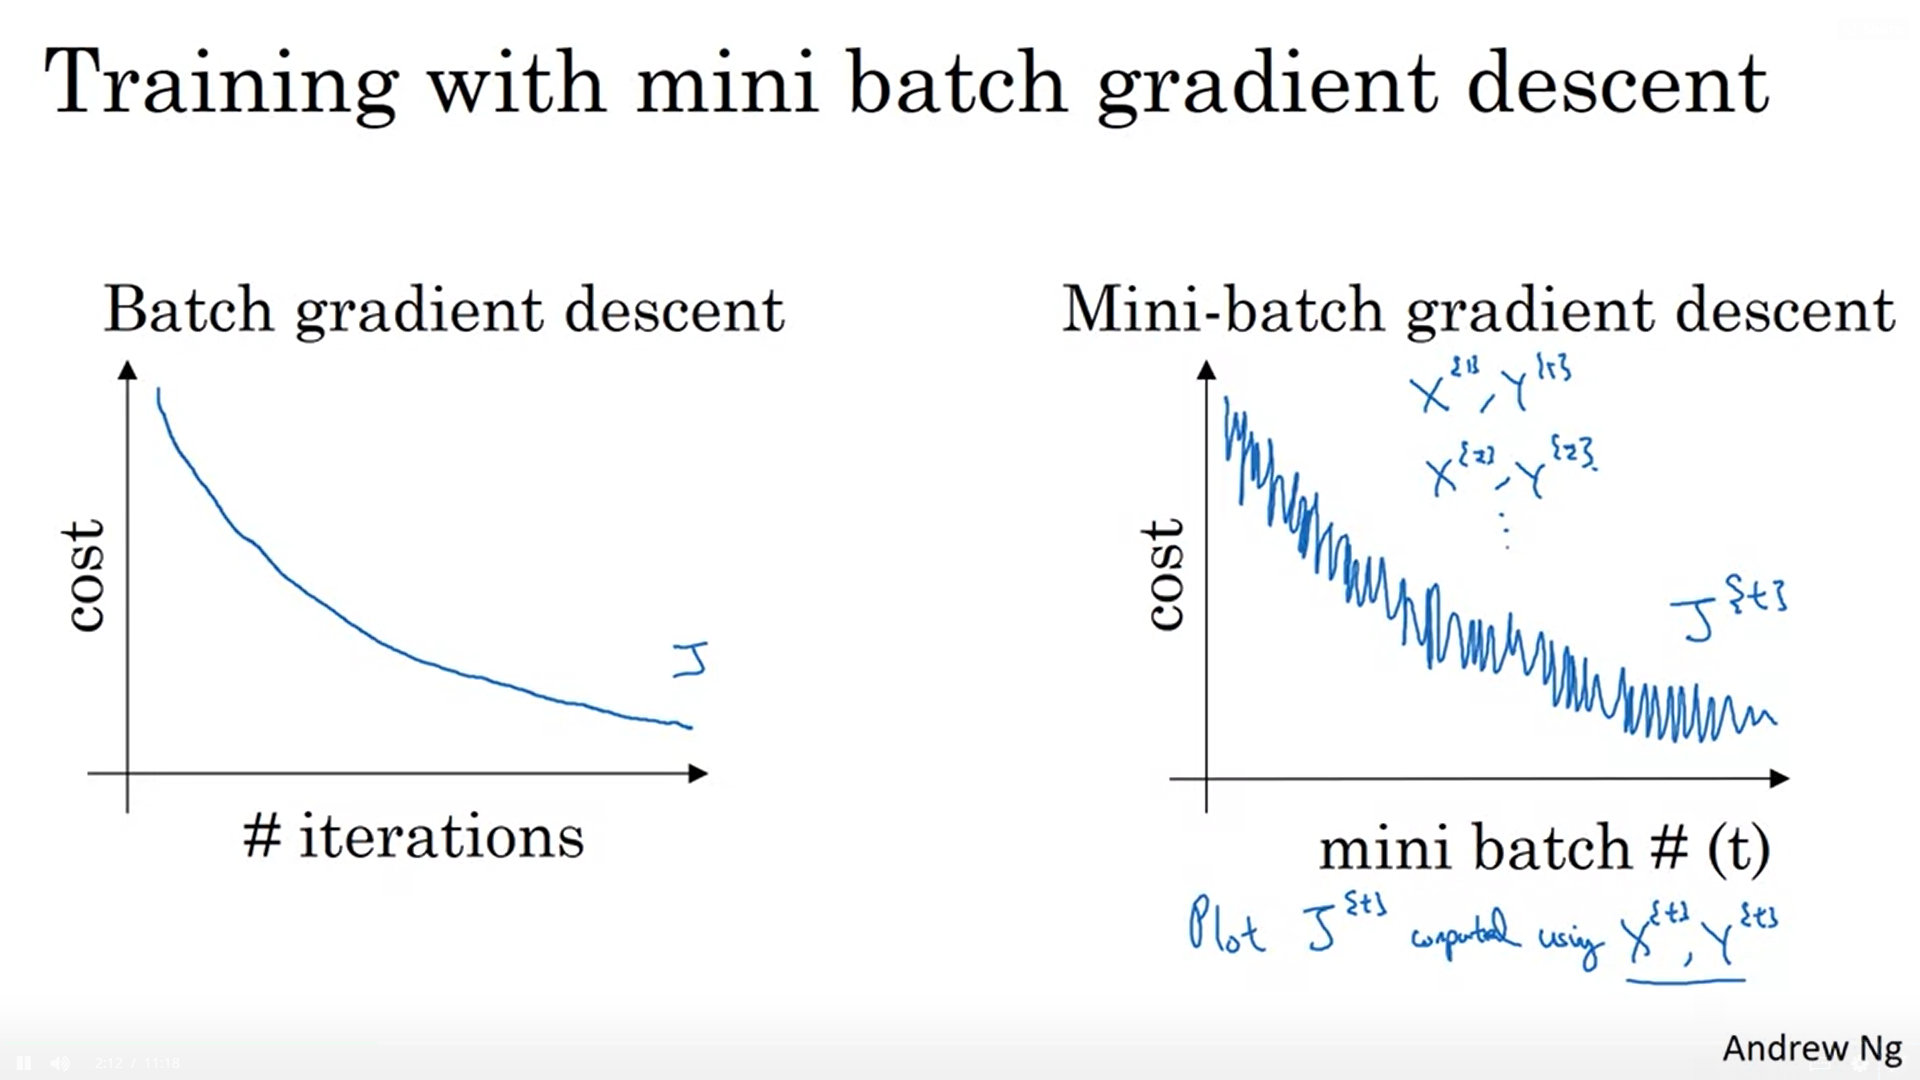 Training with mini batch gradient descent
Batch gradient descent
cost
J
# iterations
Mini-batch gradient descent
X^{1}, Y^{1}
X^{2}, Y^{2}
⋮
cost
J^{t}
mini batch # (t)
Plot J^{t} computed using X^{t}, Y^{t}
Andrew Ng
2:12 / 11:18